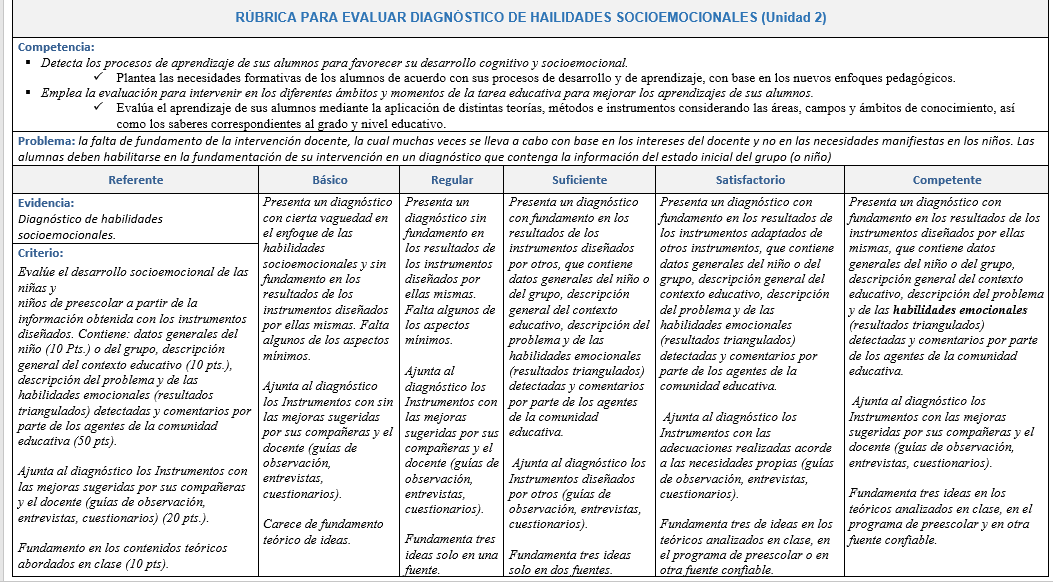 RÚBRICA PARA EVALUAR DIAGNÓSTICO DE HAILIDADES SOCIOEMOCIONALES (Unidad 2)
Competencia:
▪ Detecta los procesos de aprendizaje de sus alumnos para favorecer su desarrollo cognitivo y socioemocional.
✓ Plantea las necesidades formativas de los alumnos de acuerdo con sus procesos de desarrollo y de aprendizaje, con base en los nuevos enfoques pedagógicos.
▪ Emplea la evaluación para intervenir en los diferentes ámbitos y momentos de la tarea educativa para mejorar los aprendizajes de sus alumnos.
✓ Evalúa el aprendizaje de sus alumnos mediante la aplicación de distintas teorías, métodos e instrumentos considerando las áreas, campos y ámbitos de conocimiento, así
como los saberes correspondientes al grado y nivel educativo.
Problema: la falta de fundamento de la intervención docente, la cual muchas veces se lleva a cabo con base en los intereses del docente y no en las necesidades manifiestas en los niños. Las
alumnas deben habilitarse en la fundamentación de su intervención en un diagnóstico que contenga la información del estado inicial del grupo (o niño)
Referente
Básico
Regular
Suficiente
Satisfactorio
Competente
Evidencia:
Diagnóstico de habilidades
socioemocionales.
Criterio:
Evalúe el desarrollo socioemocional de las
niñas y
niños de preescolar a partir de la
información obtenida con los instrumentos
diseñados. Contiene: datos generales del
niño (10 Pts.) o del grupo, descripción
general del contexto educativo (10 pts.),
descripción del problema y de las
habilidades emocionales (resultados
triangulados) detectadas y comentarios por
parte de los agentes de la comunidad
educativa (50 pts).
Ajunta al diagnóstico los Instrumentos con
las mejoras sugeridas por sus compañeras
y el docente (guías de observación,
entrevistas, cuestionarios) (20 pts.).
Fundamento en los contenidos teóricos
abordados en clase (10 pts).
Presenta un diagnóstico
con cierta vaguedad en
el enfoque de las
habilidades
socioemocionales y sin
fundamento en los
resultados de los
instrumentos diseñados
por ellas mismas. Falta
algunos de los aspectos
mínimos.
Ajunta al diagnóstico
los Instrumentos con sin
las mejoras sugeridas
por sus compañeras y el
docente (guías de
observación,
entrevistas,
cuestionarios).
Carece de fundamento
teórico de ideas.
Presenta un
diagnóstico sin
fundamento en
los resultados de
los instrumentos
diseñados por
ellas mismas.
Falta algunos de
los aspectos
mínimos.
Ajunta al
diagnóstico los
Instrumentos con
las mejoras
sugeridas por sus
compañeras y el
docente (guías de
observación,
entrevistas,
cuestionarios).
Fundamenta tres
ideas solo en una
fuente.
Presenta un diagnóstico
con fundamento en los
resultados de los
instrumentos diseñados
por otros, que contiene
datos generales del niño o
del grupo, descripción
general del contexto
educativo, descripción del
problema y de las
habilidades emocionales
(resultados triangulados)
detectadas y comentarios
por parte de los agentes
de la comunidad
educativa.
Ajunta al diagnóstico los
Instrumentos diseñados
por otros (guías de
observación, entrevistas,
cuestionarios).
Fundamenta tres ideas
solo en dos fuentes.
Presenta un diagnóstico con
fundamento en los resultados de
los instrumentos adaptados de
otros instrumentos, que contiene
datos generales del niño o del
grupo, descripción general del
contexto educativo, descripción
del problema y de las
habilidades emocionales
(resultados triangulados)
detectadas y comentarios por
parte de los agentes de la
comunidad educativa.
Ajunta al diagnóstico los
Instrumentos con las
adecuaciones realizadas acorde
a las necesidades propias (guías
de observación, entrevistas,
cuestionarios).
Fundamenta tres de ideas en los
teóricos analizados en clase, en
el programa de preescolar o en
otra fuente confiable.
Presenta un diagnóstico con
fundamento en los resultados de los
instrumentos diseñados por ellas
mismas, que contiene datos
generales del niño o del grupo,
descripción general del contexto
educativo, descripción del problema
y de las habilidades emocionales
(resultados triangulados)
detectadas y comentarios por parte
de los agentes de la comunidad
educativa.
Ajunta al diagnóstico los
Instrumentos con las mejoras
sugeridas por sus compañeras y el
docente (guías de observación,
entrevistas, cuestionarios).
Fundamenta tres ideas en los
teóricos analizados en clase, en el
programa de preescolar y en otra
fuente confiable.